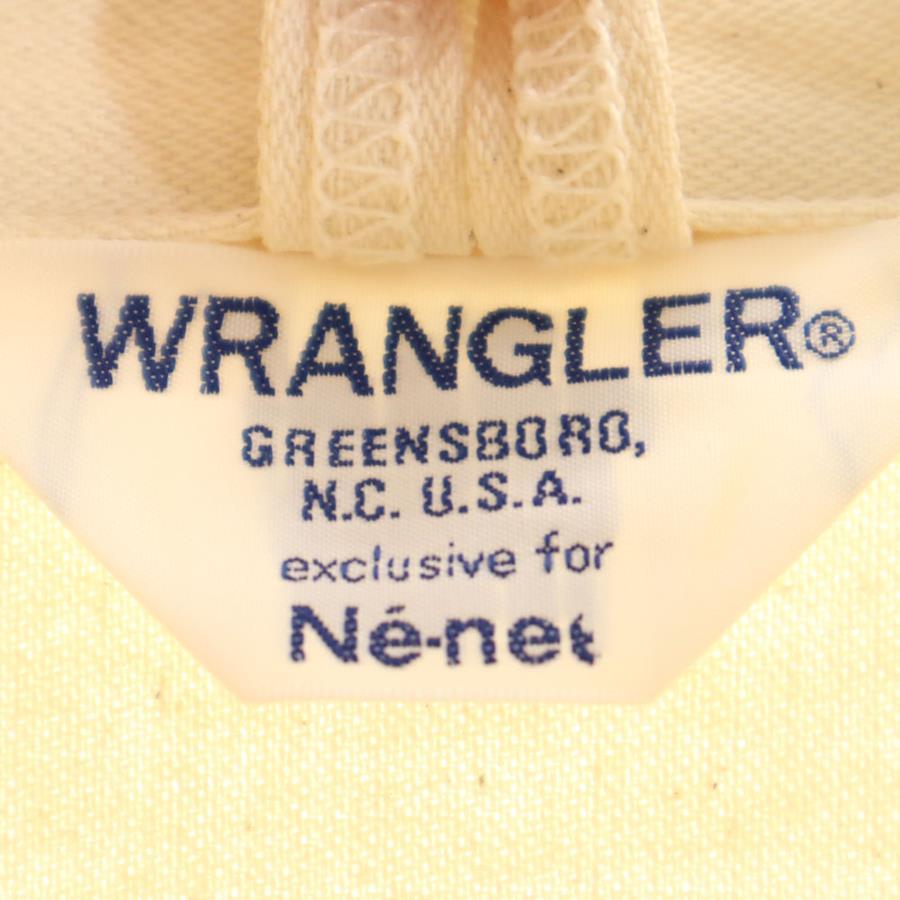 WRANGLER®
GREENSBORO,
N.C. U.S.A.
exclusive for
Né-net